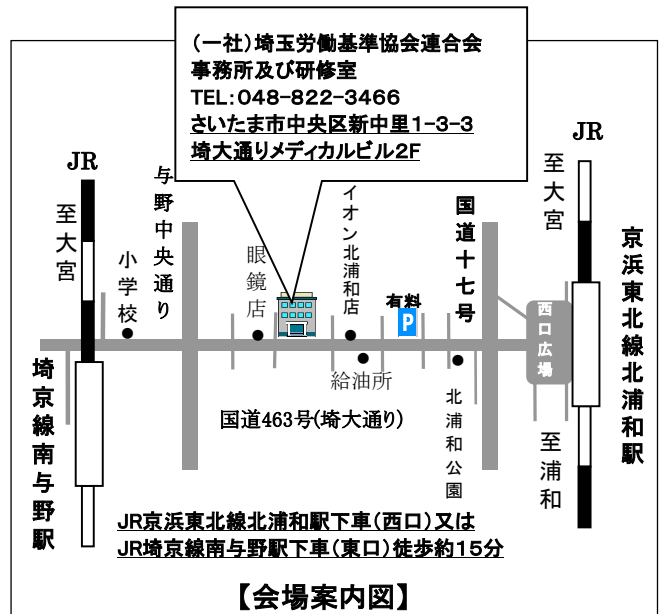 (一社)埼玉労働基準協会連合会
事務所及び研修室
TEL:048-822-3466
さいたま市中央区新中里1-3-3
埼大通りメディカルビル2F
JR
至大宮
小学校
与野中央通り
眼鏡店
イオン北浦和店
有料
P
国道十七号
JR
至大宮
西口広場
京浜東北線北浦和駅
給油所
北浦和公園
至浦和
埼京線南与野駅
国道463号(埼大通り)
JR京浜東北線北浦和駅下車(西口)又は
JR埼京線南与野駅下車(東口)徒歩約15分
【会場案内図】